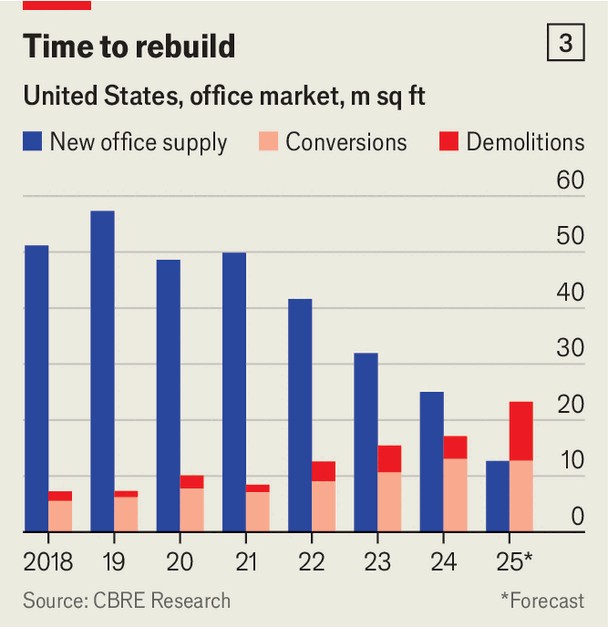 Time to rebuild
3
United States, office market, m sq ft
New office supply Conversions Demolitions
60
50
40
30
20
10
0
2018 19 20 21 22 23 24 25*
Source: CBRE Research *Forecast